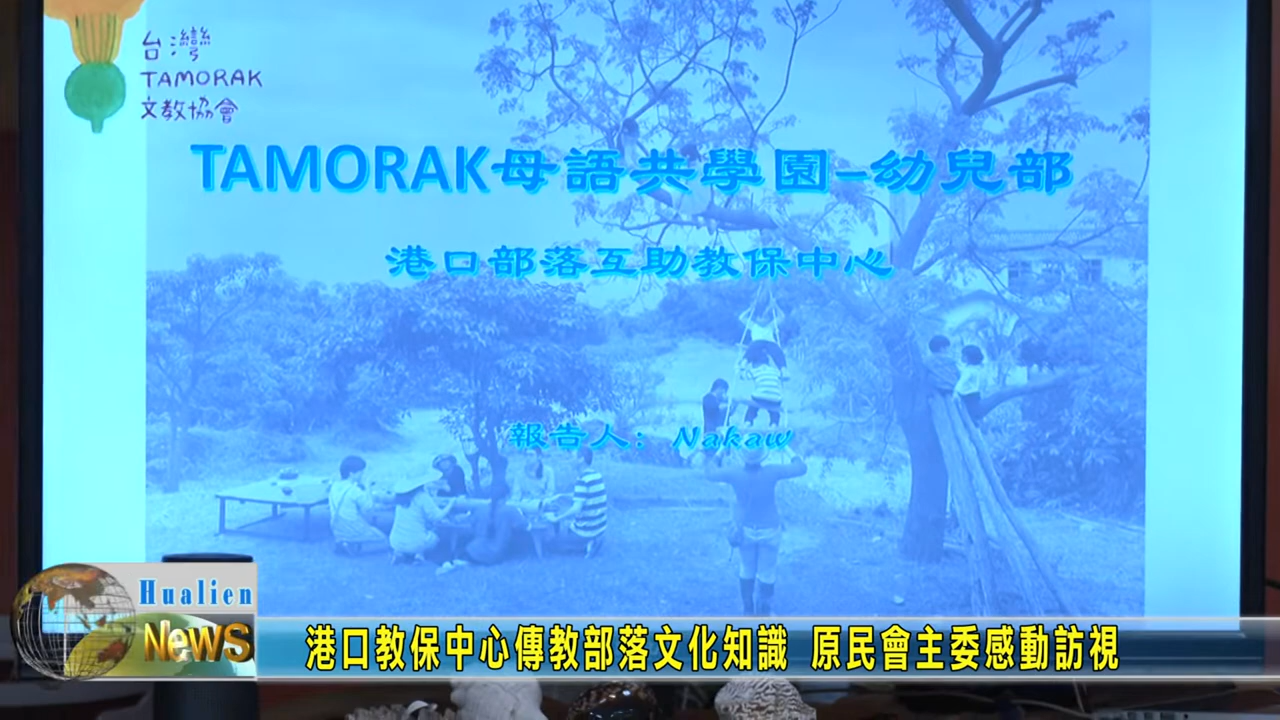 台灣
TAMORAK
文教協會
TAMORAK母語共學園-幼兒部
港口部落互助教保中心
報告人：Nakaw
Hualien
News
港口教保中心傳教部落文化知識 原民會主委感動訪視